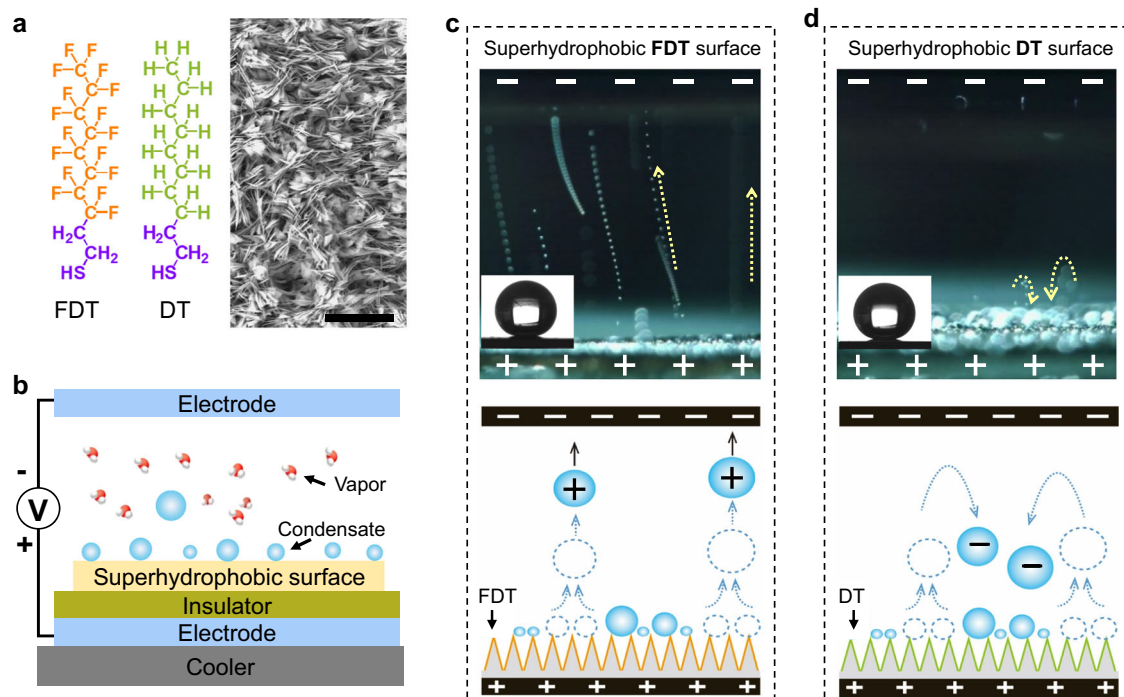 a
F F
F C F
C F
F F
F C
C F
F F
F C
C F
F F
F C
C F
H2C
CH2
HS
FDT
H H
H C H
C H
H H
H C
C H
H H
H C
C H
H H
H C
C H
H2C
CH2
HS
DT
b
Electrode
-
V
+
Vapor
Condensate
Superhydrophobic surface
Insulator
Electrode
Cooler
c
Superhydrophobic FDT surface
− − − − −
+ + + + +
− − − − − −
+ +
FDT
+ + + + + +
d
Superhydrophobic DT surface
− − − − −
+ + + + +
− − − − − −
− −
DT
+ + + + + +